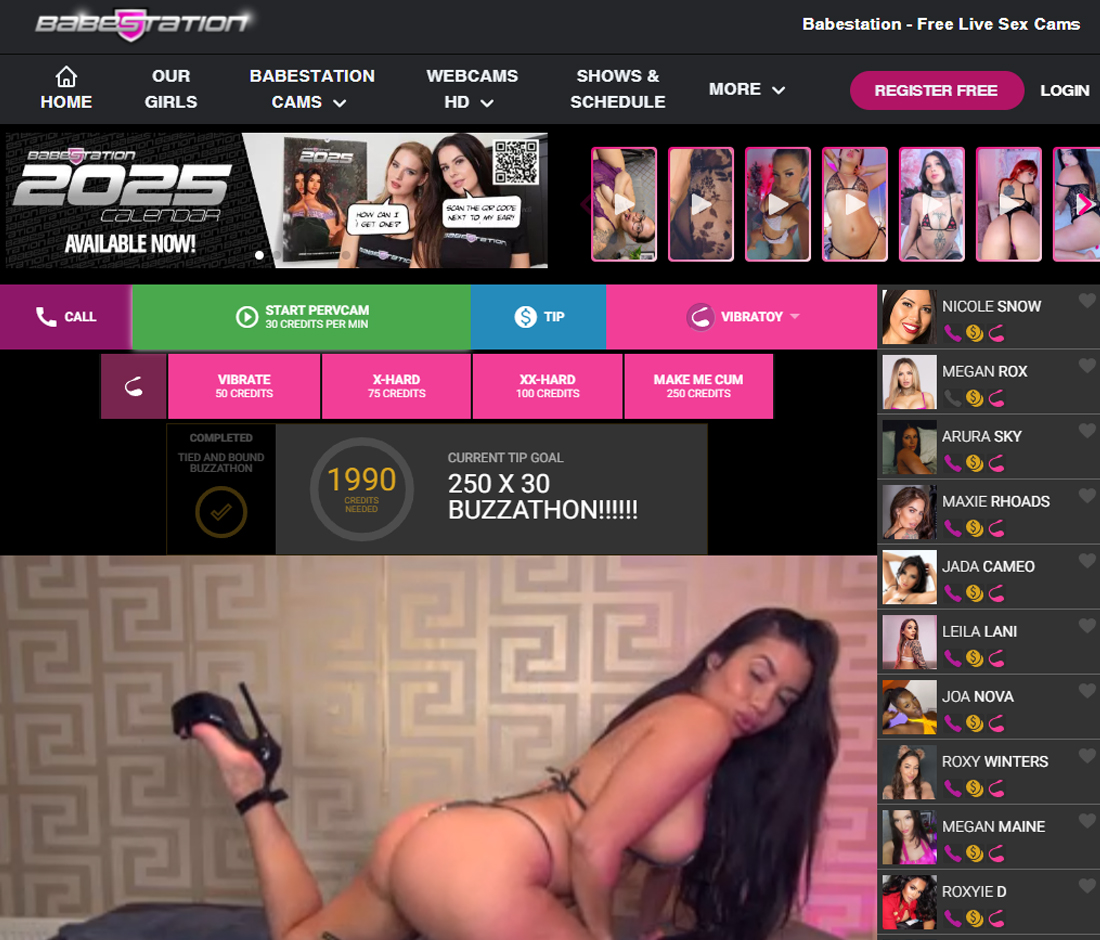 BABESTATION
Babestation - Free Live Sex Cams
HOME
OUR
GIRLS
BABESTATION
CAMS
WEBCAMS
HD
SHOWS &
SCHEDULE
MORE
REGISTER FREE
LOGIN
BABESTATION
2025
CALENDAR
AVAILABLE NOW!
2025
HOW CAN I
I GET ONE?
SCAN THE QR CODE
NEXT TO MY EAR!
BABESTATION
CALL
START PERVCAM
30 CREDITS PER MIN
TIP
VIBRATOY
VIBRATE
50 CREDITS
X-HARD
75 CREDITS
XX-HARD
100 CREDITS
MAKE ME CUM
250 CREDITS
COMPLETED
TIED AND BOUND
BUZZATHON
1990
CREDITS
NEEDED
CURRENT TIP GOAL
250 X 30
BUZZATHON!!!!!!
NICOLE SNOW
MEGAN ROX
ARURA SKY
MAXIE RHOADS
JADA CAMEO
LEILA LANI
JOA NOVA
ROXY WINTERS
MEGAN MAINE
ROXYIE D